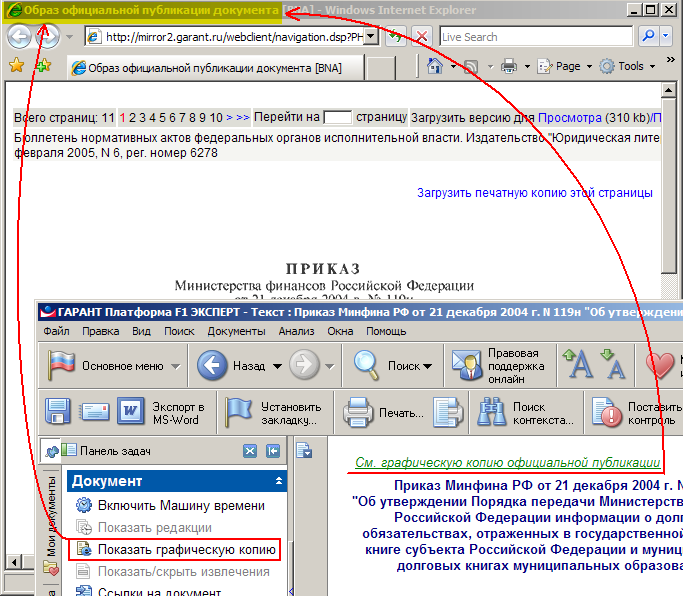 Образ официальной публикации документа [BNA] - Windows Internet Explorer
http://mirror2.garant.ru/webclient/navigation.dsp?PH
Live Search
Образ официальной публикации документа [BNA]
Page
Tools
Всего страниц: 11 1 2 3 4 5 6 7 8 9 10 > >> Перейти на страницу Загрузить версию для Просмотра (310 kb)/П
Бюллетень нормативных актов федеральных органов исполнительной власти. Издательство "Юридическая лите
февраля 2005, N 6, рег. номер 6278
Загрузить печатную копию этой страницы
ПРИКАЗ
Министерства финансов Российской Федерации
от 21 декабря 2004 г. № 119н
ГАРАНТ Платформа F1 ЭКСПЕРТ - Текст : Приказ Минфина РФ от 21 декабря 2004 г. N 119н "Об утвержден
Файл Правка Вид Поиск Документы Анализ Окна Помощь
Основное меню
Назад
Поиск
Правовая
поддержка
онлайн
Экспорт в
MS-Word
Установить
закладку...
Печать...
Поиск
контекста...
Поставить
контроль
Панель задач
Мои документы
Документ
Включить Машину времени
Показать редакции
Показать графическую копию
Показать/скрыть извлечения
Ссылки на документ
См. графическую копию официальной публикации
Приказ Минфина РФ от 21 декабря 2004 г. N
"Об утверждении Порядка передачи Министерств
Российской Федерации информации о долг
обязательствах, отраженных в государственной
книге субъекта Российской Федерации и муниц
долговых книгах муниципальных образова